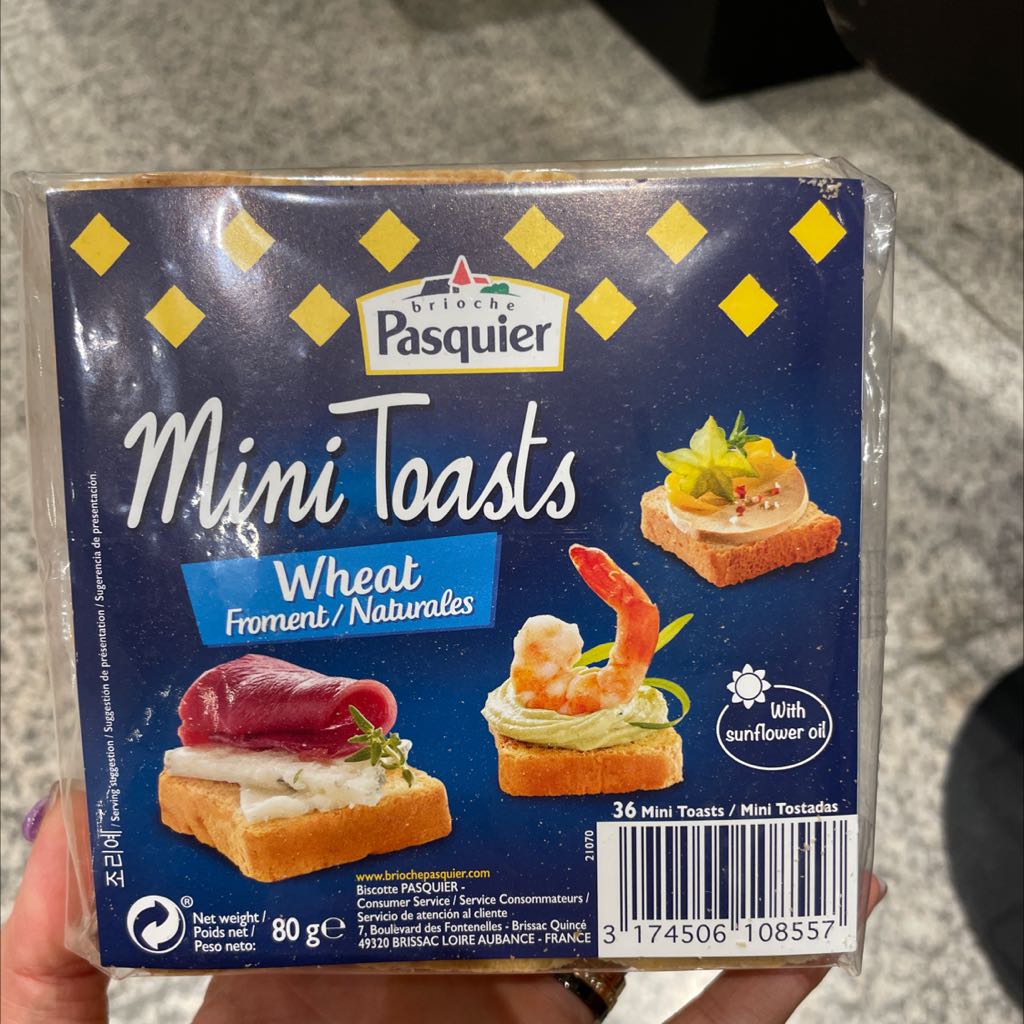 brioche
Pasquier
Mini Toasts
Wheat
Froment / Naturales
With
sunflower oil
36 Mini Toasts / Mini Tostadas
21070
3 174506 108557
www.briochepasquier.com
Biscotte PASQUIER -
Consumer Service / Service Consommateurs /
Servicio de atención al cliente
7, Boulevard des Fontenelles - Brissac Quincé
49320 BRISSAC LOIRE AUBANCE - FRANCE
Net weight /
Poids net /
Peso neto:
80 g e
®
조리예 / Serving suggestion / Suggestion de présentation / Sugerencia de presentación